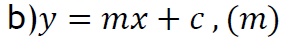 b)y = mx + c , (m)